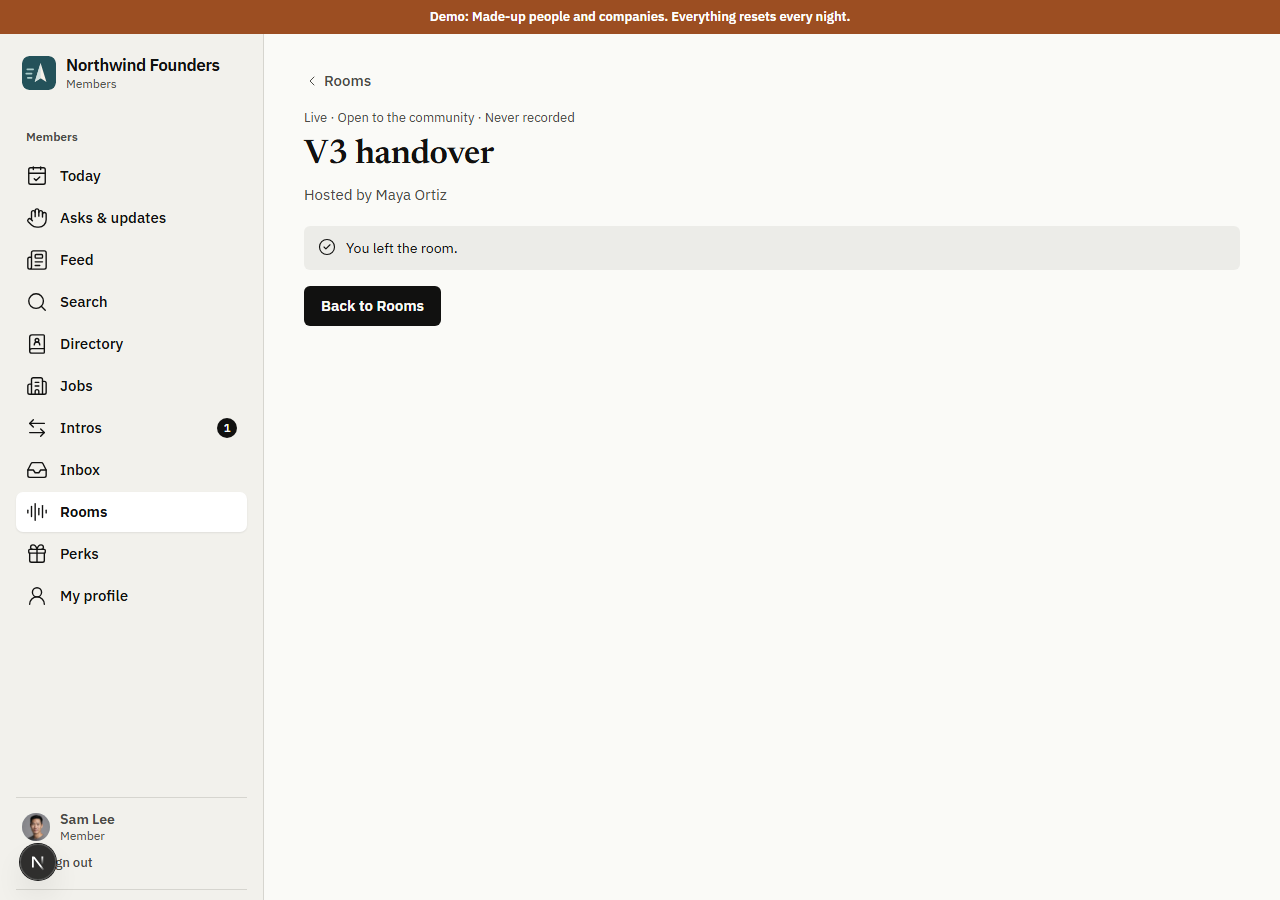 Demo: Made-up people and companies. Everything resets every night.
Northwind Founders
Members
Members
Today
Asks & updates
Feed
Search
Directory
Jobs
Intros
1
Inbox
Rooms
Perks
My profile
Sam Lee
Member
N
gn out
Rooms
Live · Open to the community · Never recorded
V3 handover
Hosted by Maya Ortiz
You left the room.
Back to Rooms